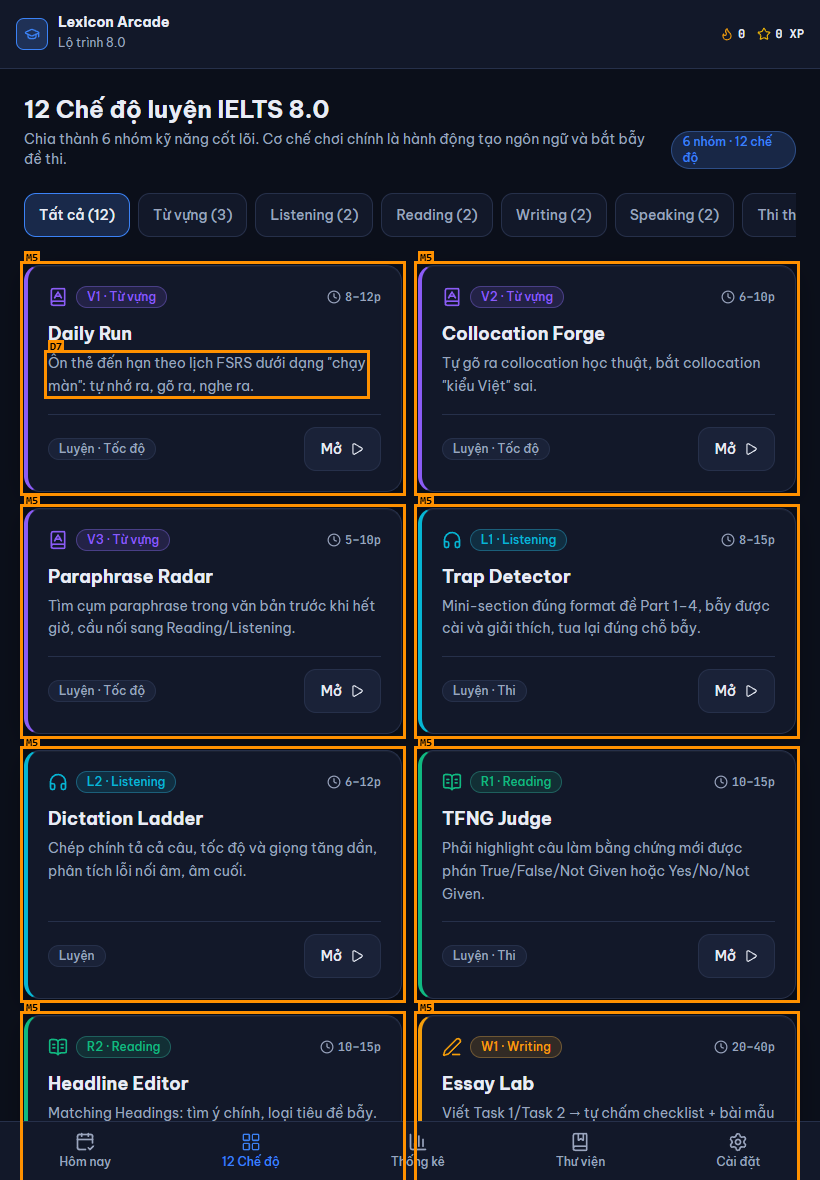 Lexicon Arcade
Lộ trình 8.0
0
0 XP
12 Chế độ luyện IELTS 8.0
Chia thành 6 nhóm kỹ năng cốt lõi. Cơ chế chơi chính là hành động tạo ngôn ngữ và bắt bẫy
đề thi.
6 nhóm · 12 chế
độ
Tất cả (12)
Từ vựng (3)
Listening (2)
Reading (2)
Writing (2)
Speaking (2)
Thi th
M5
M5
V1 · Từ vựng
8–12p
Daily Run
D7
Ôn thẻ đến hạn theo lịch FSRS dưới dạng "chạy
màn": tự nhớ ra, gõ ra, nghe ra.
Luyện · Tốc độ
Mở
V2 · Từ vựng
6–10p
Collocation Forge
Tự gõ ra collocation học thuật, bắt collocation
"kiểu Việt" sai.
Luyện · Tốc độ
Mở
M5
M5
V3 · Từ vựng
5–10p
Paraphrase Radar
Tìm cụm paraphrase trong văn bản trước khi hết
giờ, cầu nối sang Reading/Listening.
Luyện · Tốc độ
Mở
L1 · Listening
8–15p
Trap Detector
Mini-section đúng format đề Part 1–4, bẫy được
cài và giải thích, tua lại đúng chỗ bẫy.
Luyện · Thi
Mở
M5
M5
L2 · Listening
6–12p
Dictation Ladder
Chép chính tả cả câu, tốc độ và giọng tăng dần,
phân tích lỗi nối âm, âm cuối.
Luyện
Mở
R1 · Reading
10–15p
TFNG Judge
Phải highlight câu làm bằng chứng mới được
phán True/False/Not Given hoặc Yes/No/Not
Given.
Luyện · Thi
Mở
M5
M5
R2 · Reading
10–15p
Headline Editor
Matching Headings: tìm ý chính, loại tiêu đề bẫy.
W1 · Writing
20–40p
Essay Lab
Viết Task 1/Task 2 → tự chấm checklist + bài mẫu
Hôm nay
12 Chế độ
Thống kê
Thư viện
Cài đặt